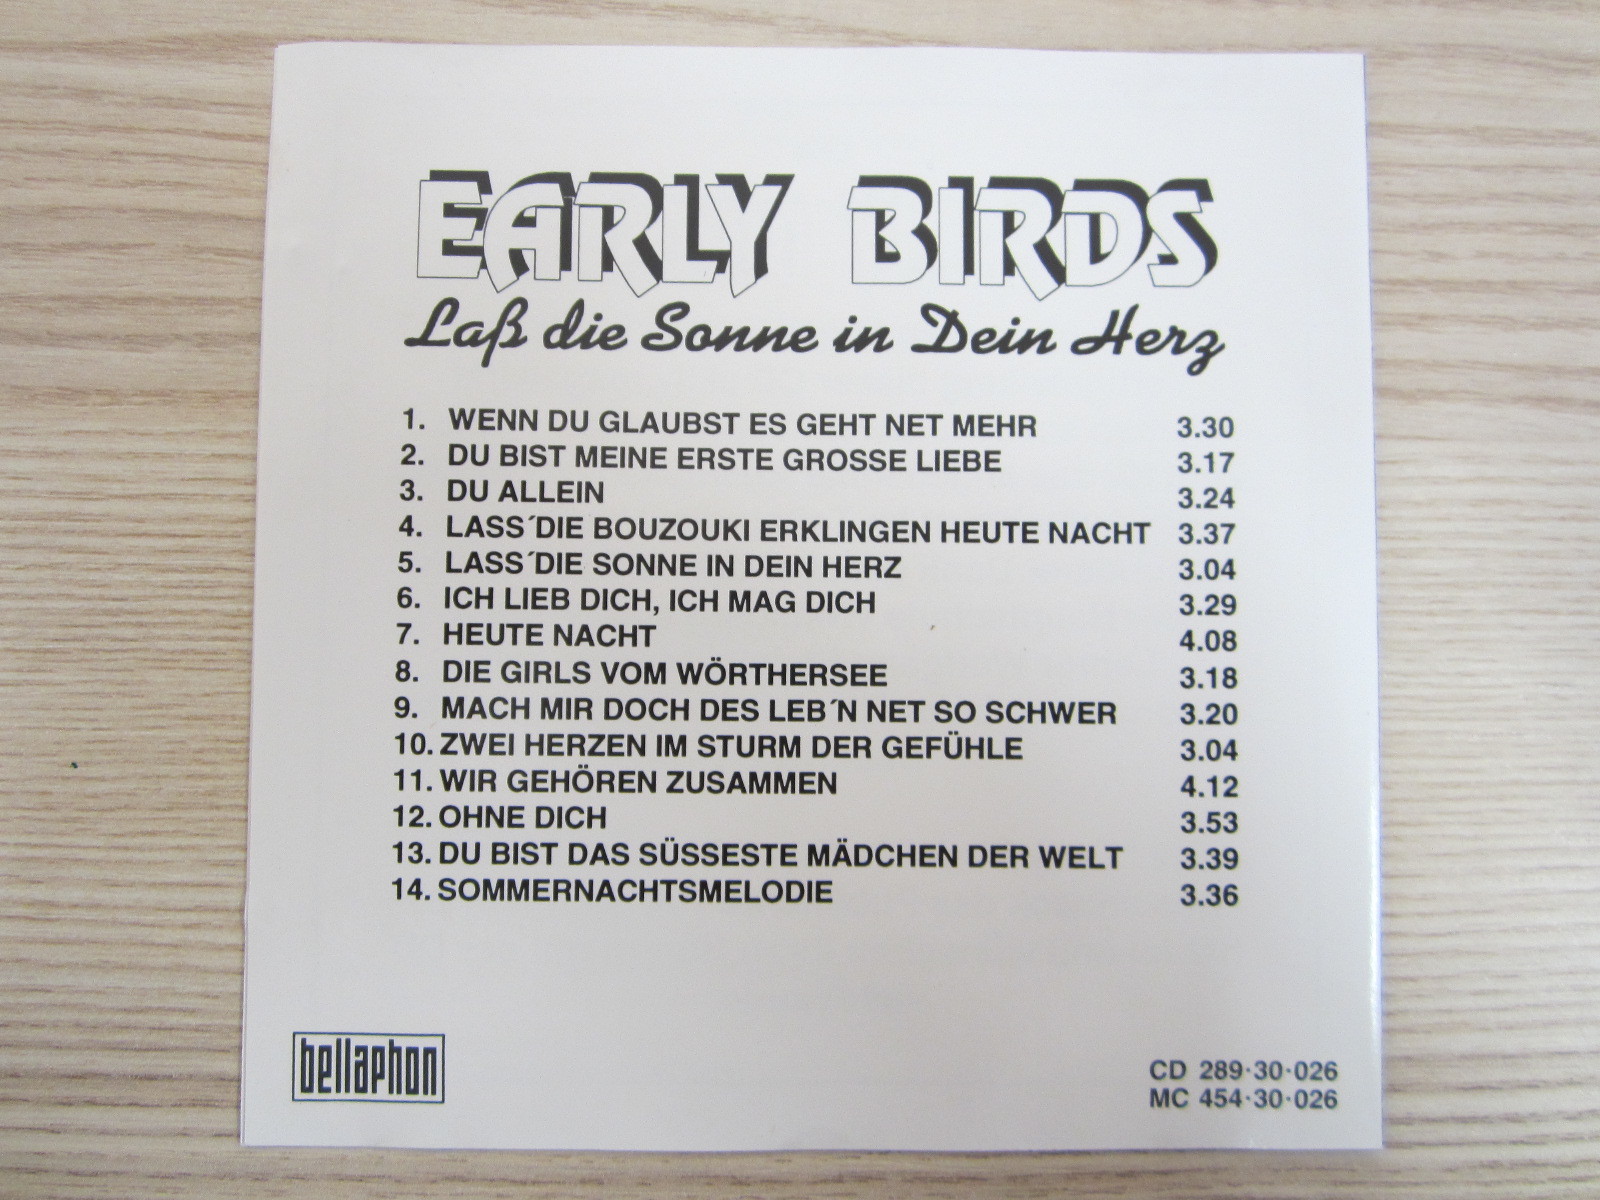 EARLY BIRDS
Laß die Sonne in Dein Herz
1. WENN DU GLAUBST ES GEHT NET MEHR 3.30
2. DU BIST MEINE ERSTE GROSSE LIEBE 3.17
3. DU ALLEIN 3.24
4. LASS´DIE BOUZOUKI ERKLINGEN HEUTE NACHT 3.37
5. LASS´DIE SONNE IN DEIN HERZ 3.04
6. ICH LIEB DICH, ICH MAG DICH 3.29
7. HEUTE NACHT 4.08
8. DIE GIRLS VOM WÖRTHERSEE 3.18
9. MACH MIR DOCH DES LEB´N NET SO SCHWER 3.20
10. ZWEI HERZEN IM STURM DER GEFÜHLE 3.04
11. WIR GEHÖREN ZUSAMMEN 4.12
12. OHNE DICH 3.53
13. DU BIST DAS SÜSSESTE MÄDCHEN DER WELT 3.39
14. SOMMERNACHTSMELODIE 3.36
bellaphon
CD 289·30·026
MC 454·30·026